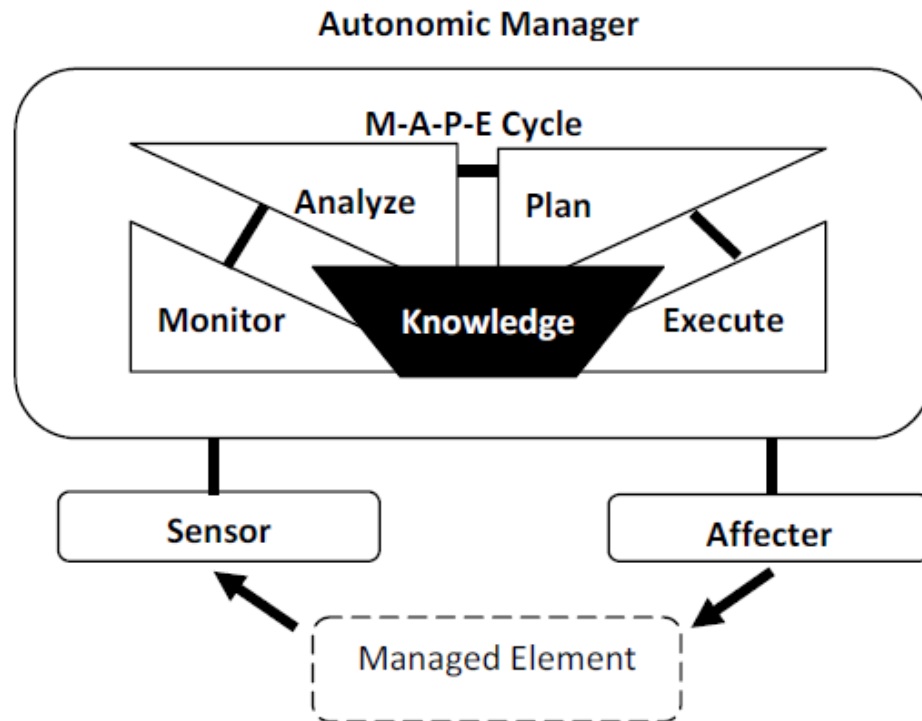 Autonomic Manager
M-A-P-E Cycle
Analyze
Plan
Monitor
Knowledge
Execute
Sensor
Affecter
Managed Element